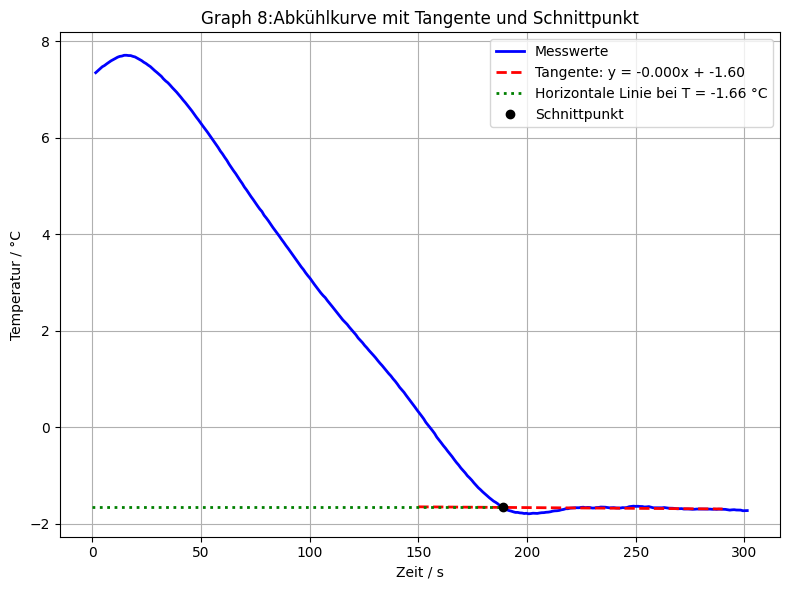 Graph 8:Abkühlkurve mit Tangente und Schnittpunkt
Messwerte
Tangente: y = -0.000x + -1.60
Horizontale Linie bei T = -1.66 °C
Schnittpunkt
8
6
4
2
0
−2
Temperatur / °C
0 50 100 150 200 250 300
Zeit / s